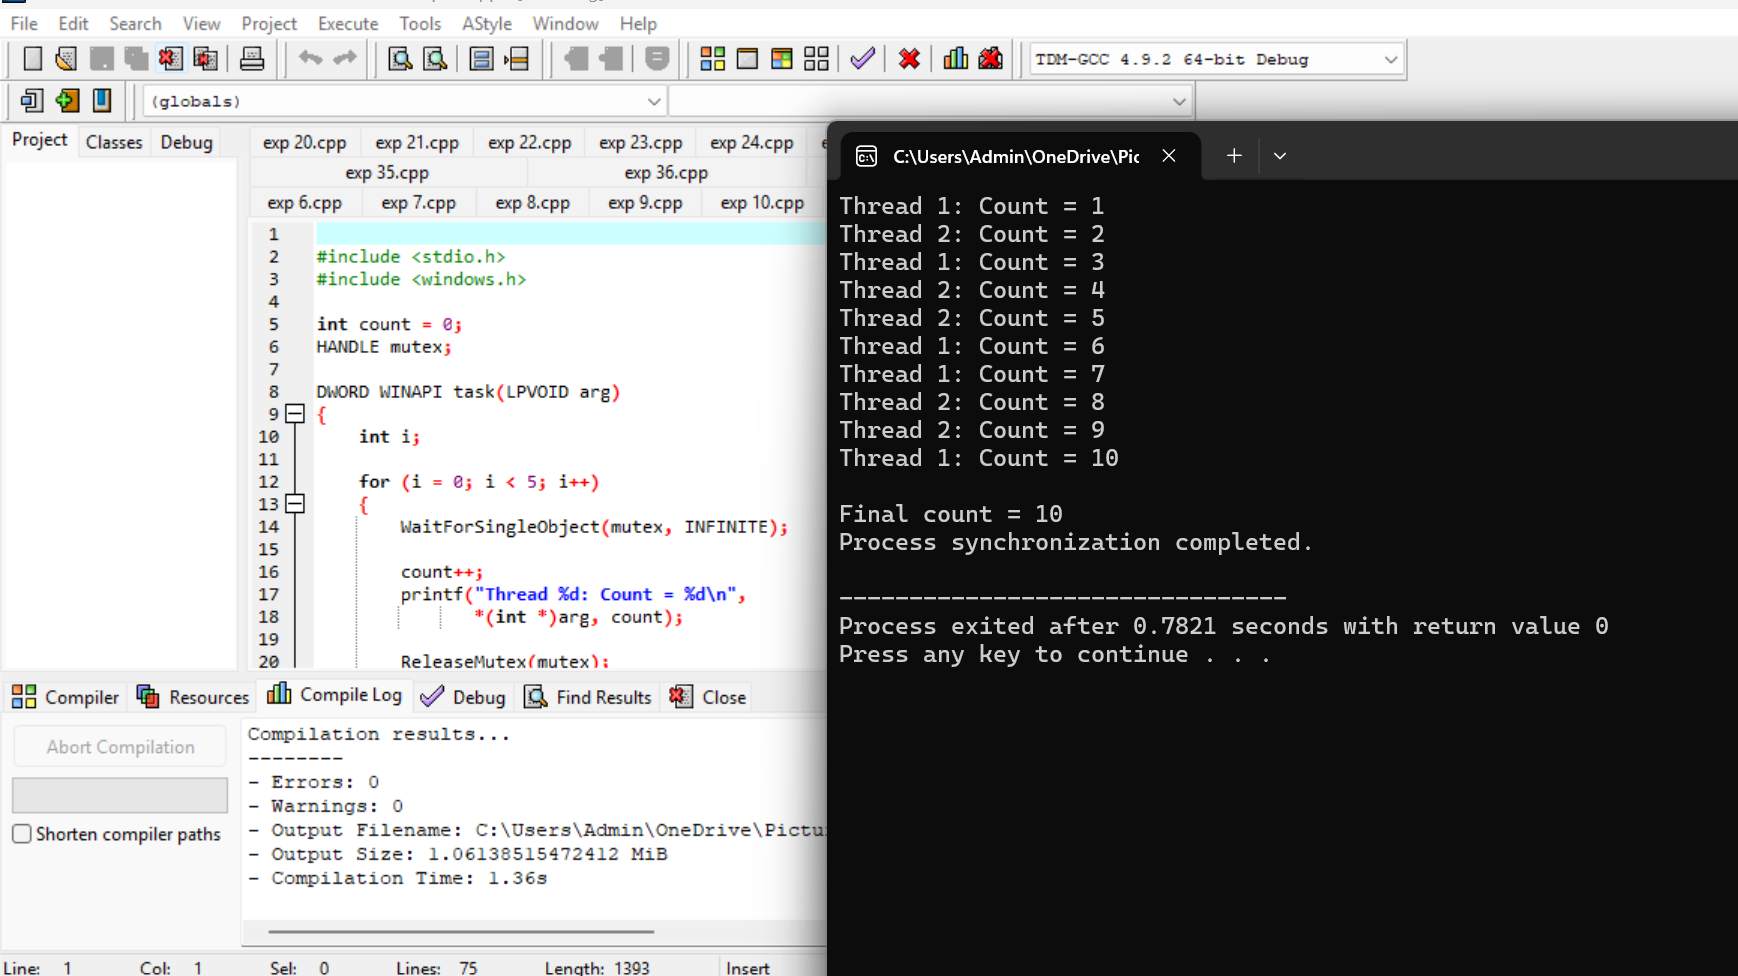 File Edit Search View Project Execute Tools AStyle Window Help
TDM-GCC 4.9.2 64-bit Debug
(globals)
Project Classes Debug
exp 20.cpp exp 21.cpp exp 22.cpp exp 23.cpp exp 24.cpp
exp 35.cpp exp 36.cpp
exp 6.cpp exp 7.cpp exp 8.cpp exp 9.cpp exp 10.cpp
1
2 #include <stdio.h>
3 #include <windows.h>
4
5 int count = 0;
6 HANDLE mutex;
7
8 DWORD WINAPI task(LPVOID arg)
9 {
10 int i;
11
12 for (i = 0; i < 5; i++)
13 {
14 WaitForSingleObject(mutex, INFINITE);
15
16 count++;
17 printf("Thread %d: Count = %d\n",
18 *(int *)arg, count);
19
20 ReleaseMutex(mutex);
C:\Users\Admin\OneDrive\Pic
Thread 1: Count = 1
Thread 2: Count = 2
Thread 1: Count = 3
Thread 2: Count = 4
Thread 2: Count = 5
Thread 1: Count = 6
Thread 1: Count = 7
Thread 2: Count = 8
Thread 2: Count = 9
Thread 1: Count = 10
Final count = 10
Process synchronization completed.
--------------------------------
Process exited after 0.7821 seconds with return value 0
Press any key to continue . . .
Compiler Resources Compile Log Debug Find Results Close
Abort Compilation
Shorten compiler paths
Compilation results...
--------
- Errors: 0
- Warnings: 0
- Output Filename: C:\Users\Admin\OneDrive\Pictu
- Output Size: 1.06138515472412 MiB
- Compilation Time: 1.36s
Line: 1 Col: 1 Sel: 0 Lines: 75 Length: 1393 Insert